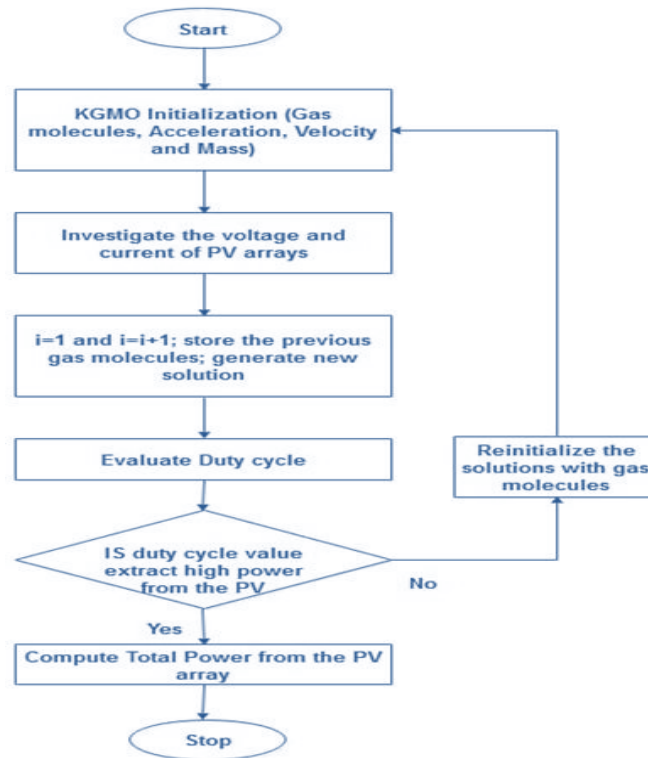 Start
KGMO Initialization (Gas
molecules, Acceleration, Velocity
and Mass)
Investigate the voltage and
current of PV arrays
i=1 and i=i+1; store the previous
gas molecules; generate new
solution
Evaluate Duty cycle
Reinitialize the
solutions with gas
molecules
IS duty cycle value
extract high power
from the PV
No
Yes
Compute Total Power from the PV
array
Stop